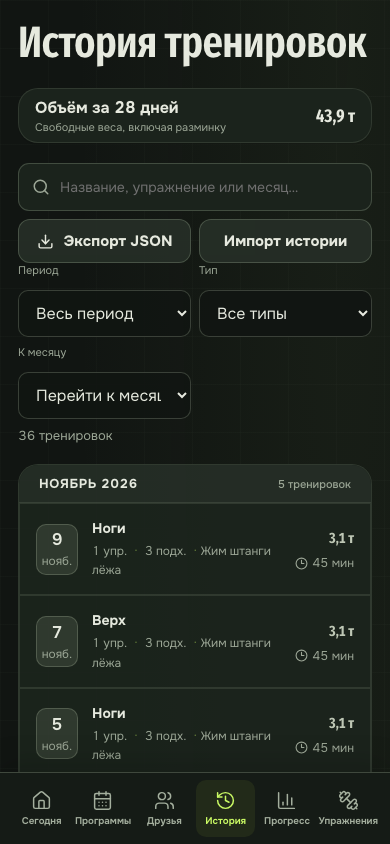 История тренировок
Объём за 28 дней
43,9 т
Свободные веса, включая разминку
Название, упражнение или месяц...
Экспорт JSON
Импорт истории
Период
Тип
Весь период
Все типы
К месяцу
Перейти к месяц
36 тренировок
НОЯБРЬ 2026
5 тренировок
9
нояб.
Ноги
1 упр. · 3 подх. · Жим штанги
лёжа
3,1 т
45 мин
7
нояб.
Верх
1 упр. · 3 подх. · Жим штанги
лёжа
3,1 т
45 мин
5
нояб.
Ноги
1 упр. · 3 подх. · Жим штанги
лёжа
3,1 т
45 мин
Сегодня
Программы
Друзья
История
Прогресс
Упражнения